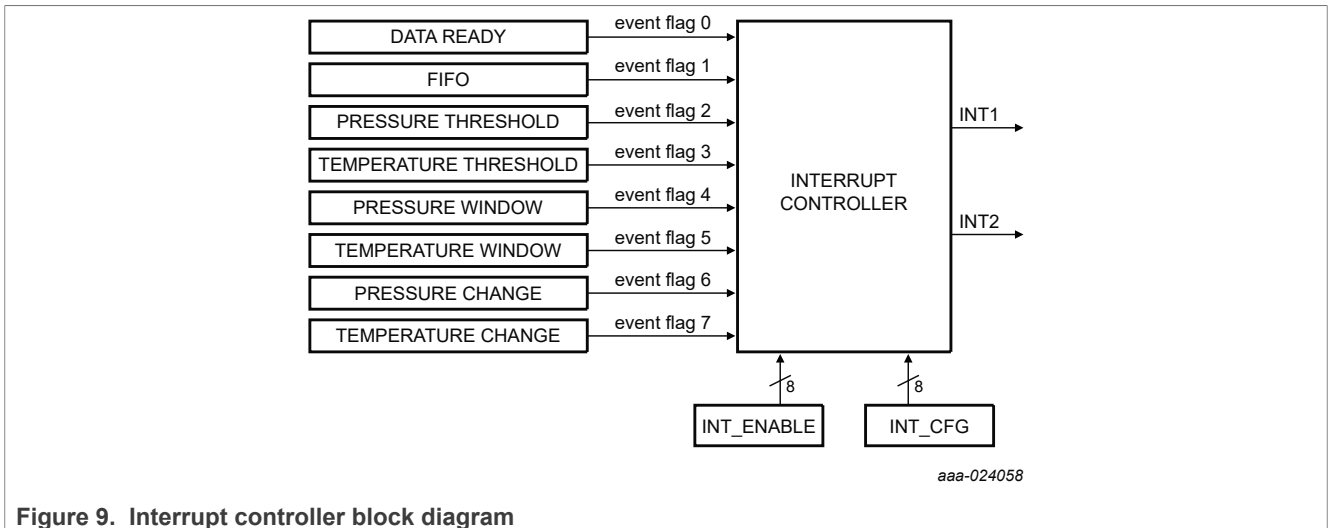 DATA READY
event flag 0
FIFO
event flag 1
PRESSURE THRESHOLD
event flag 2
TEMPERATURE THRESHOLD
event flag 3
PRESSURE WINDOW
event flag 4
TEMPERATURE WINDOW
event flag 5
PRESSURE CHANGE
event flag 6
TEMPERATURE CHANGE
event flag 7
INTERRUPT
CONTROLLER
INT1
INT2
8
8
INT_ENABLE
INT_CFG
aaa-024058
Figure 9. Interrupt controller block diagram